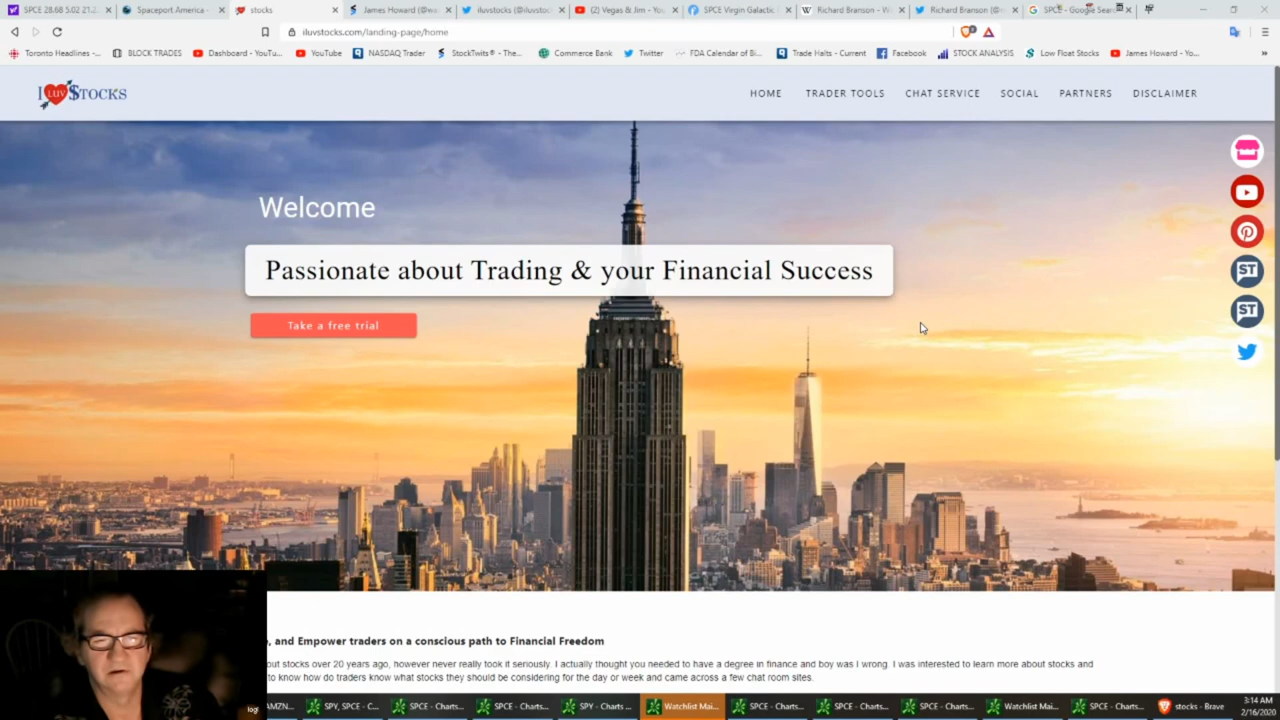 SPCE 28.68 5.02 21.2
Spaceport America -
stocks
James Howard (@we
iluvstocks (@iluvstoc
(2) Vegas & Jim - You
SPCE Virgin Galactic
Richard Branson - W
Richard Branson (@
SPCE - Google Sear
iluvstocks.com/landing-page/home
Toronto Headlines -...
BLOCK TRADES
Dashboard - YouTu...
YouTube
NASDAQ Trader
StockTwits® - The...
Commerce Bank
Twitter
FDA Calendar of Bi...
Trade Halts - Current
Facebook
STOCK ANALYSIS
Low Float Stocks
James Howard - Yo...
I LUV $TOCKS
HOME
TRADER TOOLS
CHAT SERVICE
SOCIAL
PARTNERS
DISCLAIMER
Welcome
Passionate about Trading & your Financial Success
Take a free trial
ST
ST
, and Empower traders on a conscious path to Financial Freedom
out stocks over 20 years ago, however never really took it seriously. I actually thought you needed to have a degree in finance and boy was I wrong. I was interested to learn more about stocks and
to know how do traders know what stocks they should be considering for the day or week and came across a few chat room sites.
logi
AMZN...
SPY, SPCE - C...
SPCE - Charts...
SPCE - Charts...
SPY - Charts ...
Watchlist Mai...
SPCE - Charts...
SPCE - Charts...
SPCE - Charts...
Watchlist Mai...
SPCE - Charts...
stocks - Brave
3:14 AM
2/16/2020